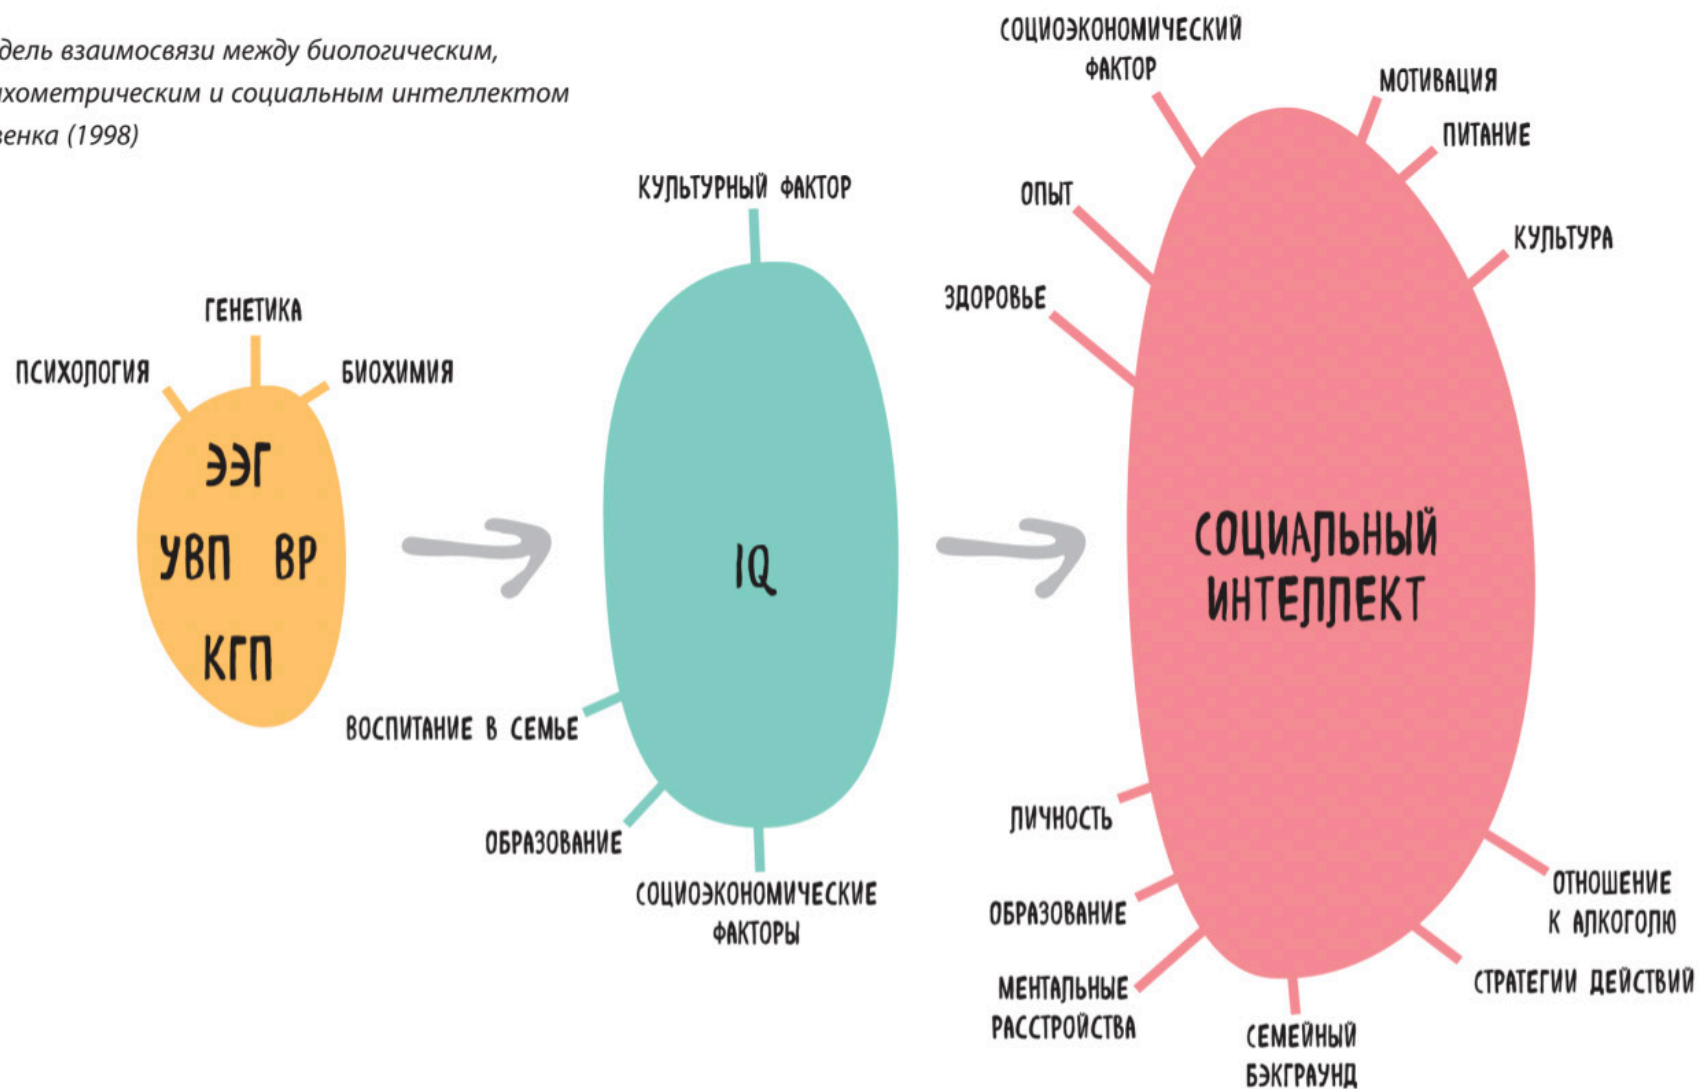 дель взаимосвязи между биологическим,
ихометрическим и социальным интеллектом
венка (1998)
ГЕНЕТИКА
ПСИХОЛОГИЯ
БИОХИМИЯ
ЭЭГ
УВП ВР
КГП
КУЛЬТУРНЫЙ ФАКТОР
IQ
ВОСПИТАНИЕ В СЕМЬЕ
ОБРАЗОВАНИЕ
СОЦИОЭКОНОМИЧЕСКИЕ
ФАКТОРЫ
СОЦИОЭКОНОМИЧЕСКИЙ
ФАКТОР
МОТИВАЦИЯ
ПИТАНИЕ
ОПЫТ
КУЛЬТУРА
ЗДОРОВЬЕ
СОЦИАЛЬНЫЙ
ИНТЕЛЛЕКТ
ЛИЧНОСТЬ
ОБРАЗОВАНИЕ
МЕНТАЛЬНЫЕ
РАССТРОЙСТВА
СЕМЕЙНЫЙ
БЭКГРАУНД
ОТНОШЕНИЕ
К АЛКОГОЛЮ
СТРАТЕГИИ ДЕЙСТВИЙ